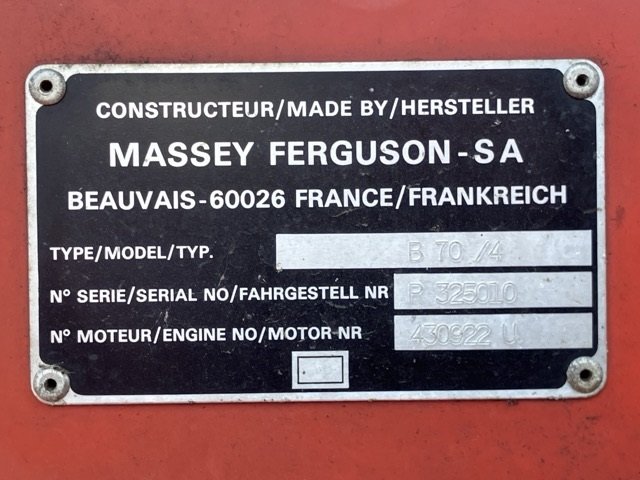 CONSTRUCTEUR/MADE BY/HERSTELLER
MASSEY FERGUSON-SA
BEAUVAIS-60026 FRANCE/FRANKREICH
TYPE/MODEL/TYP. B 70 /4
N° SERIE/SERIAL NO/FAHRGESTELL NR P 325010
N° MOTEUR/ENGINE NO/MOTOR NR 430922 U